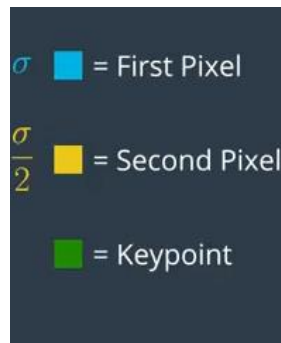 σ = First Pixel
σ/2 = Second Pixel
= Keypoint